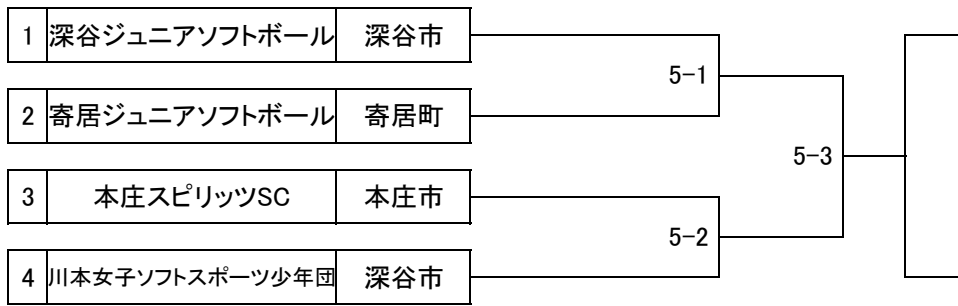 1 深谷ジュニアソフトボール 深谷市
5-1
2 寄居ジュニアソフトボール 寄居町
5-3
3 本庄スピリッツSC 本庄市
5-2
4 川本女子ソフトスポーツ少年団 深谷市